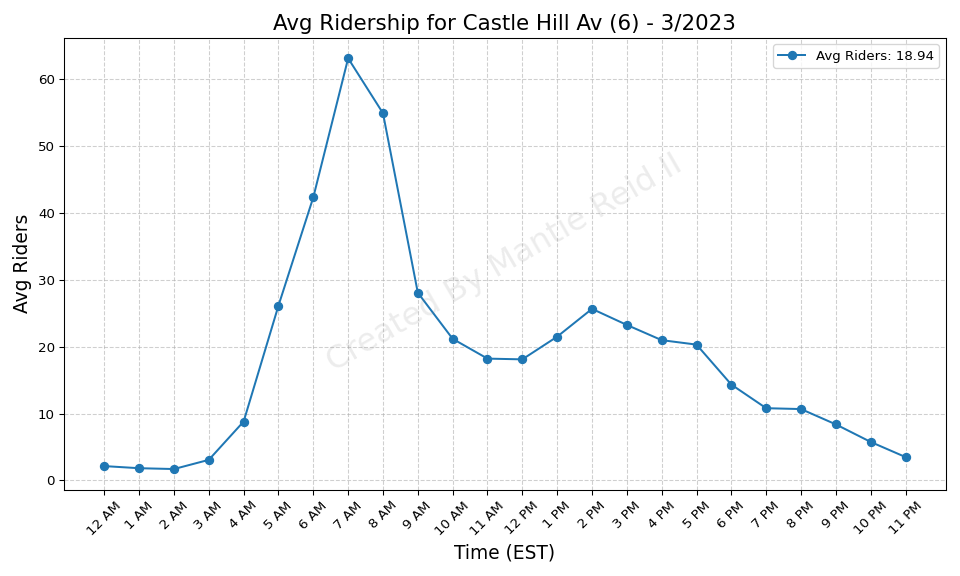 Avg Ridership for Castle Hill Av (6) - 3/2023
Avg Riders: 18.94
Avg Riders
60
50
40
30
20
10
0
Created By Mantie Reid II
12 AM 1 AM 2 AM 3 AM 4 AM 5 AM 6 AM 7 AM 8 AM 9 AM 10 AM 11 AM 12 PM 1 PM 2 PM 3 PM 4 PM 5 PM 6 PM 7 PM 8 PM 9 PM 10 PM 11 PM
Time (EST)